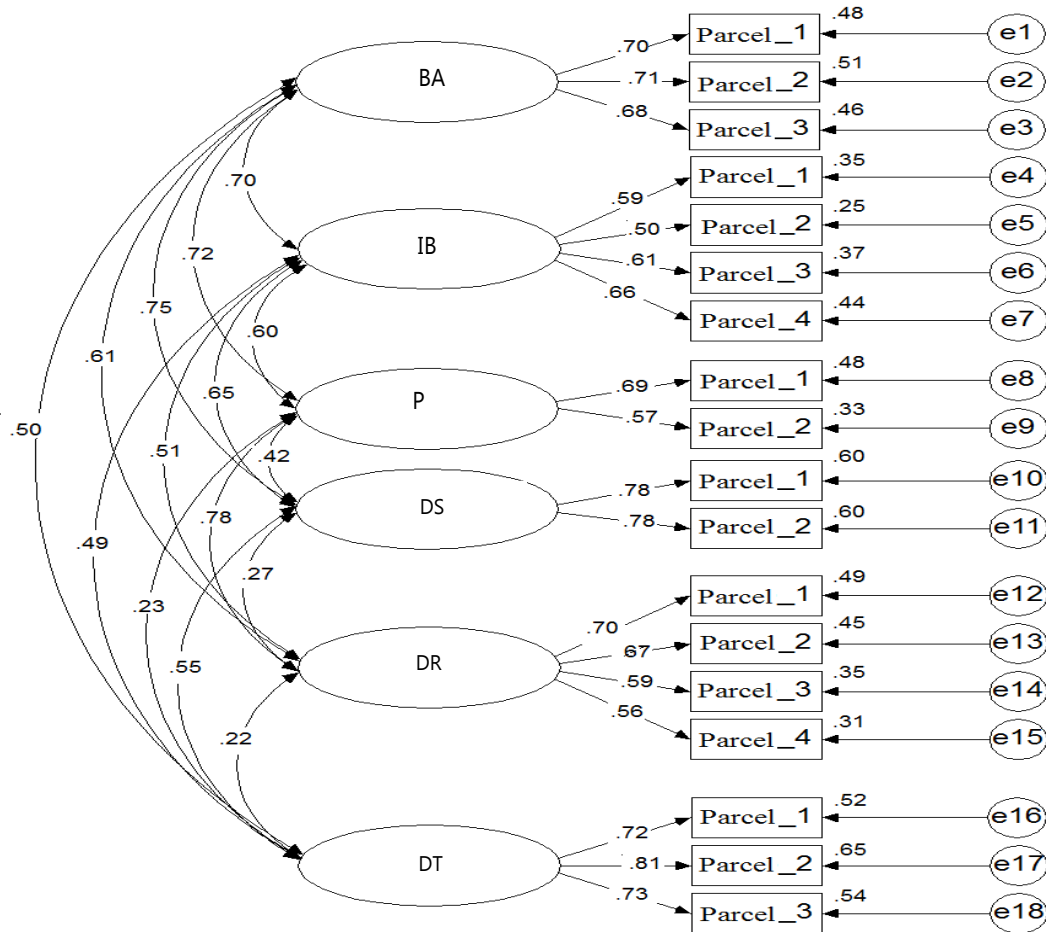 .48
Parcel_1 e1
.70
BA
.51
.71 Parcel_2 e2
.46
.68 Parcel_3 e3
.35
Parcel_1 e4
.70 .59
.25
.50 Parcel_2 e5
IB
.72 .37
.61 Parcel_3 e6
.66 .44
.75 Parcel_4 e7
.60
.61 .48
.69 Parcel_1 e8
.65 P
.33
.57 Parcel_2 e9
.50
.51 .42 .60
.78 Parcel_1 e10
DS
.78 .60
.78 Parcel_2 e11
.49 .27
.49
.23 Parcel_1 e12
.70
.45
.67 Parcel_2 e13
.55 DR
.35
.59 Parcel_3 e14
.56 .31
.22 Parcel_4 e15
.52
Parcel_1 e16
.72
.65
DT .81 Parcel_2 e17
.73 .54
Parcel_3 e18